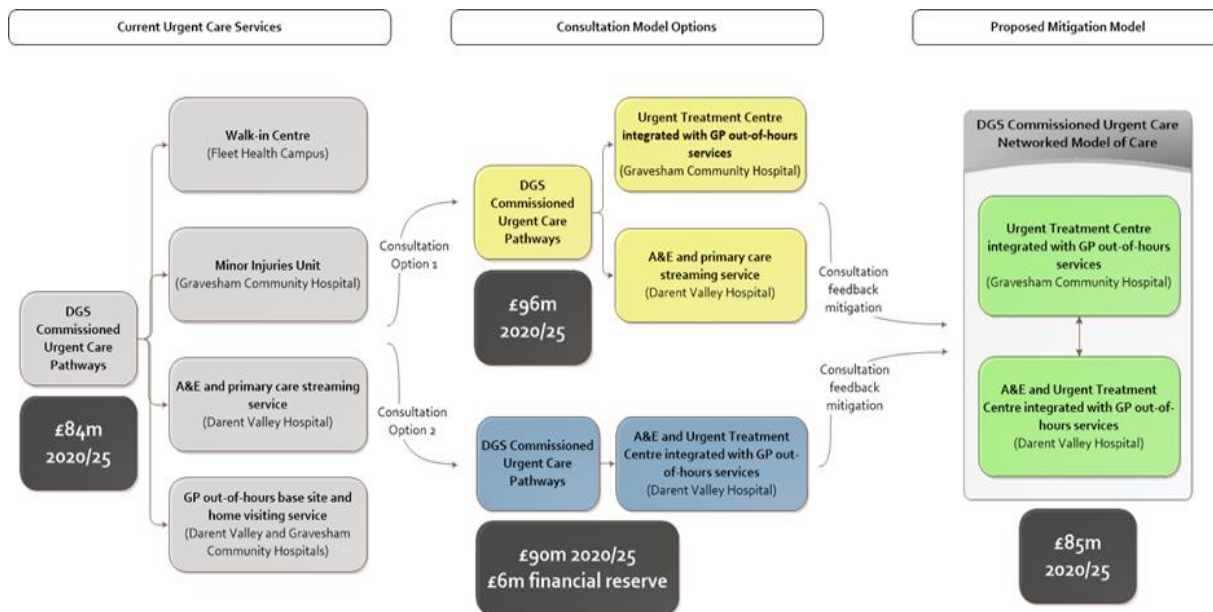 Current Urgent Care Services
Consultation Model Options
Proposed Mitigation Model
DGS
Commissioned
Urgent Care
Pathways
£84m
2020/25
Walk-in Centre
(Fleet Health Campus)
Minor Injuries Unit
(Gravesham Community Hospital)
A&E and primary care streaming
service
(Darent Valley Hospital)
GP out-of-hours base site and
home visiting service
(Darent Valley and Gravesham
Community Hospitals)
Consultation
Option 1
Consultation
Option 2
DGS
Commissioned
Urgent Care
Pathways
£96m
2020/25
Urgent Treatment Centre
integrated with GP out-of-hours
services
(Gravesham Community Hospital)
A&E and primary care
streaming service
(Darent Valley Hospital)
DGS Commissioned
Urgent Care
Pathways
A&E and Urgent Treatment
Centre integrated with GP out-
of-hours services
(Darent Valley Hospital)
£90m 2020/25
£6m financial reserve
Consultation
feedback
mitigation
Consultation
feedback
mitigation
DGS Commissioned Urgent Care
Networked Model of Care
Urgent Treatment Centre
integrated with GP out-of-hours
services
(Gravesham Community Hospital)
A&E and Urgent Treatment
Centre integrated with GP out-of-
hours services
(Darent Valley Hospital)
£85m
2020/25